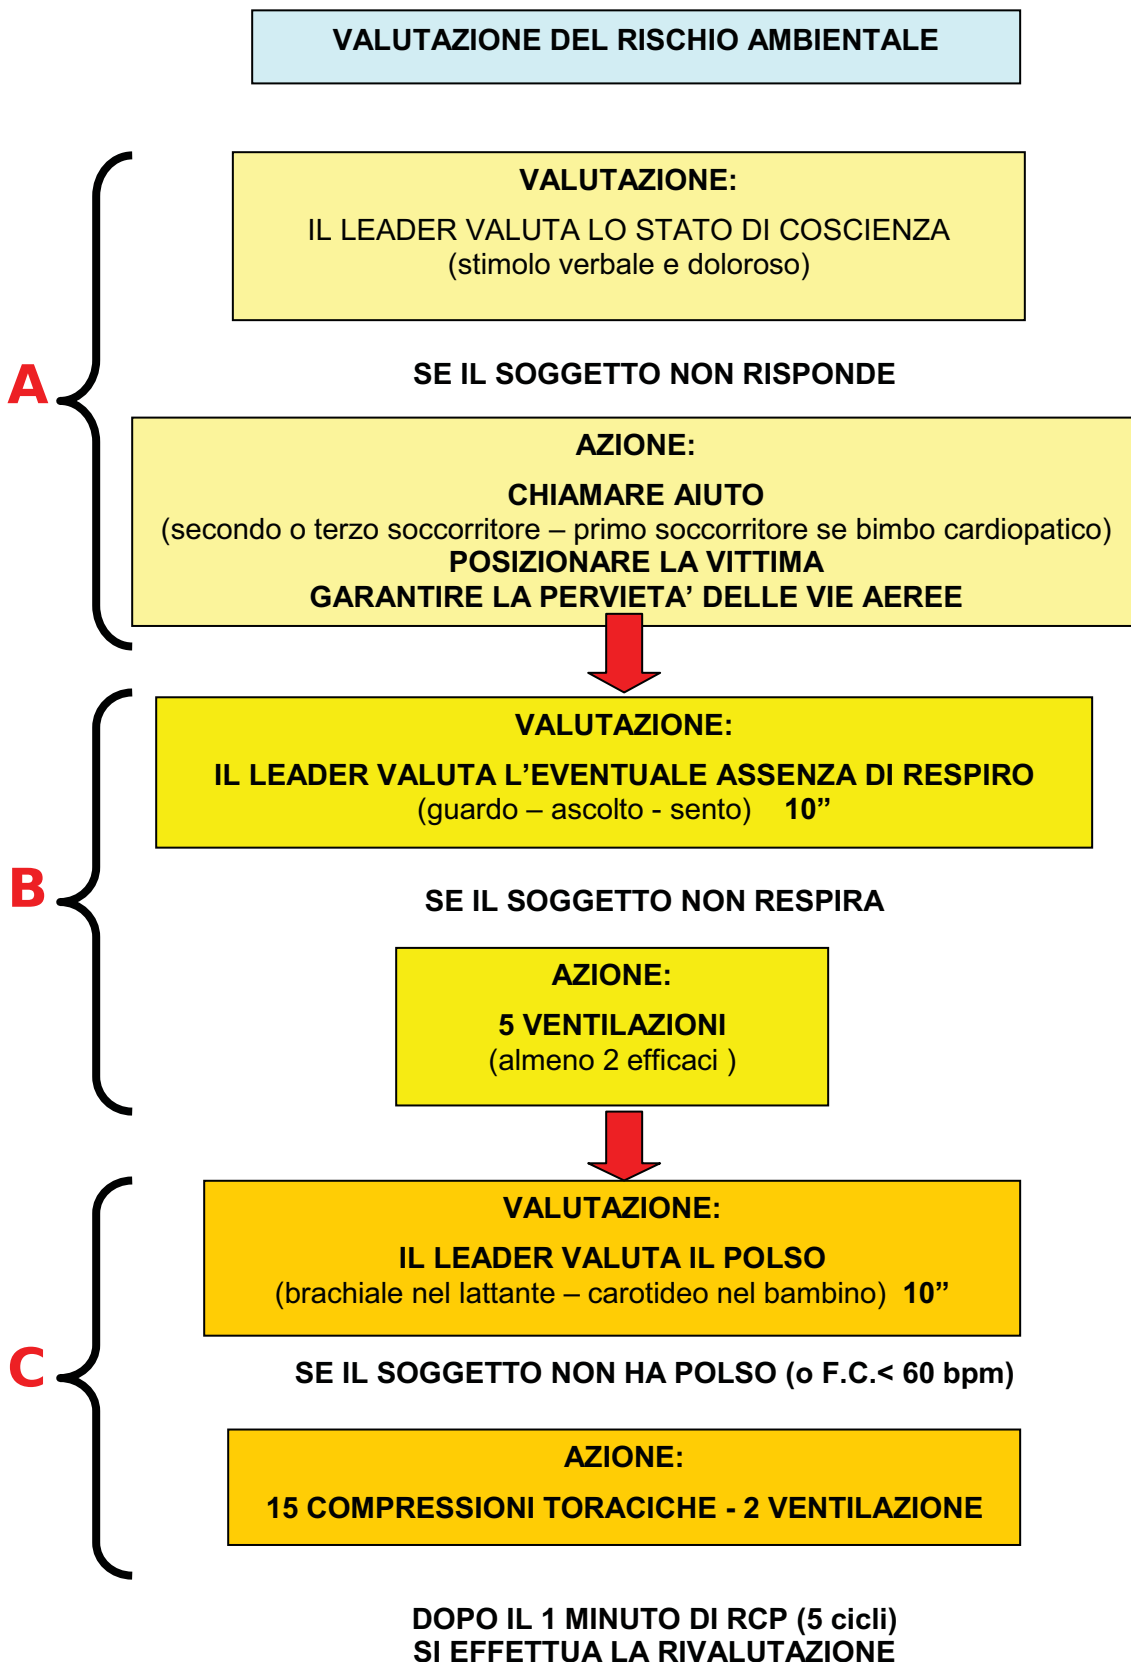 VALUTAZIONE DEL RISCHIO AMBIENTALE
VALUTAZIONE:
IL LEADER VALUTA LO STATO DI COSCIENZA
(stimolo verbale e doloroso)
SE IL SOGGETTO NON RISPONDE
A
AZIONE:
CHIAMARE AIUTO
(secondo o terzo soccorritore – primo soccorritore se bimbo cardiopatico)
POSIZIONARE LA VITTIMA
GARANTIRE LA PERVIETA’ DELLE VIE AEREE
VALUTAZIONE:
IL LEADER VALUTA L’EVENTUALE ASSENZA DI RESPIRO
(guardo – ascolto - sento) 10”
B
SE IL SOGGETTO NON RESPIRA
AZIONE:
5 VENTILAZIONI
(almeno 2 efficaci )
VALUTAZIONE:
IL LEADER VALUTA IL POLSO
(brachiale nel lattante – carotideo nel bambino) 10”
C
SE IL SOGGETTO NON HA POLSO (o F.C.< 60 bpm)
AZIONE:
15 COMPRESSIONI TORACICHE - 2 VENTILAZIONE
DOPO IL 1 MINUTO DI RCP (5 cicli)
SI EFFETTUA LA RIVALUTAZIONE